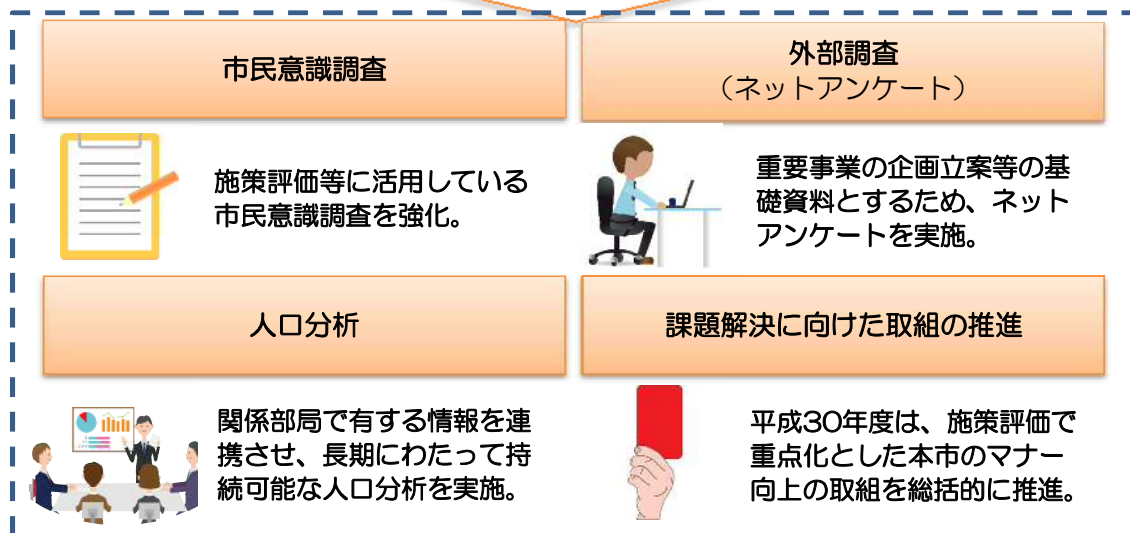 市民意識調査
施策評価等に活用している
市民意識調査を強化。
外部調査
（ネットアンケート）
重要事業の企画立案等の基
礎資料とするため、ネット
アンケートを実施。
人口分析
関係部局で有する情報を連
携させ、長期にわたって持
続可能な人口分析を実施。
課題解決に向けた取組の推進
平成30年度は、施策評価で
重点化とした本市のマナー
向上の取組を総括的に推進。